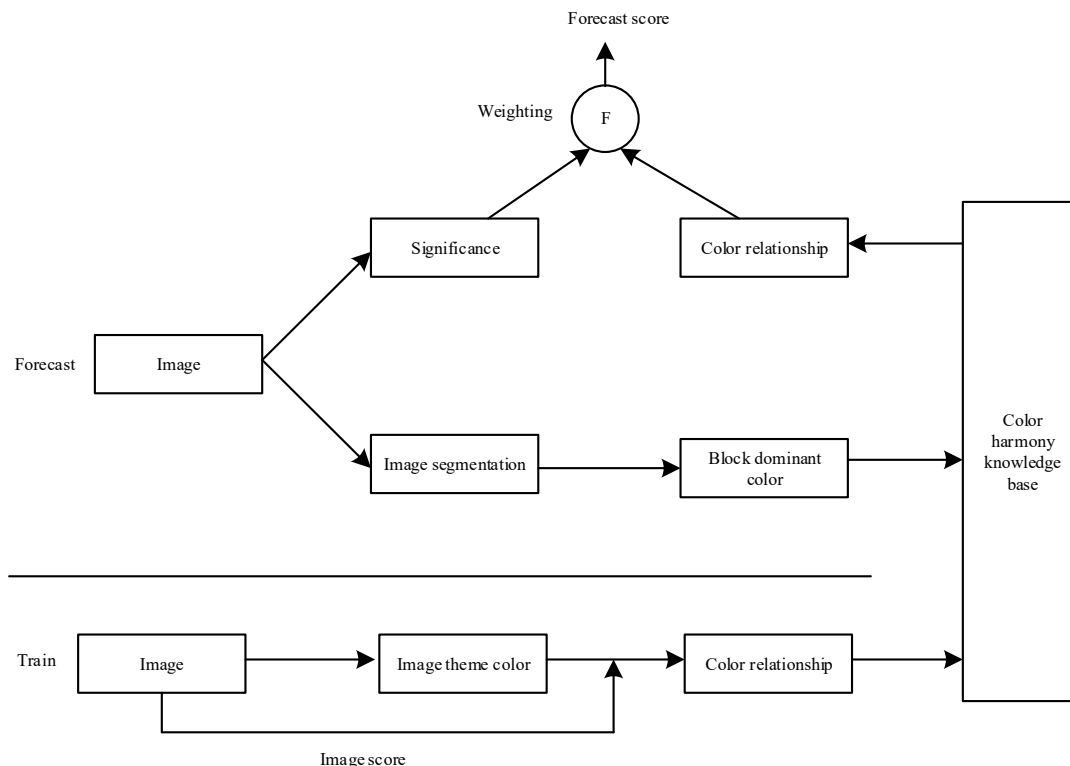 Forecast score
Weighting
F
Significance
Color relationship
Forecast
Image
Image segmentation
Block dominant
color
Color
harmony
knowledge
base
Train
Image
Image theme color
Color relationship
Image score